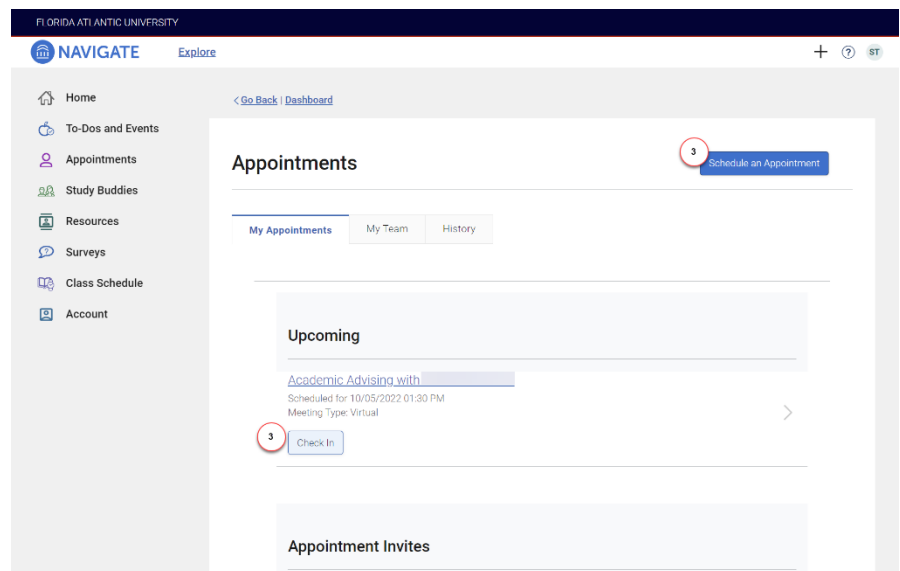 FLORIDA ATLANTIC UNIVERSITY
NAVIGATE Explore ST
Home
To-Dos and Events
Appointments
Study Buddies
Resources
Surveys
Class Schedule
Account
Go Back | Dashboard
Appointments
3 Schedule an Appointment
My Appointments My Team History
Upcoming
Academic Advising with
Scheduled for 10/05/2022 01:30 PM
Meeting Type: Virtual
3 Check In
Appointment Invites